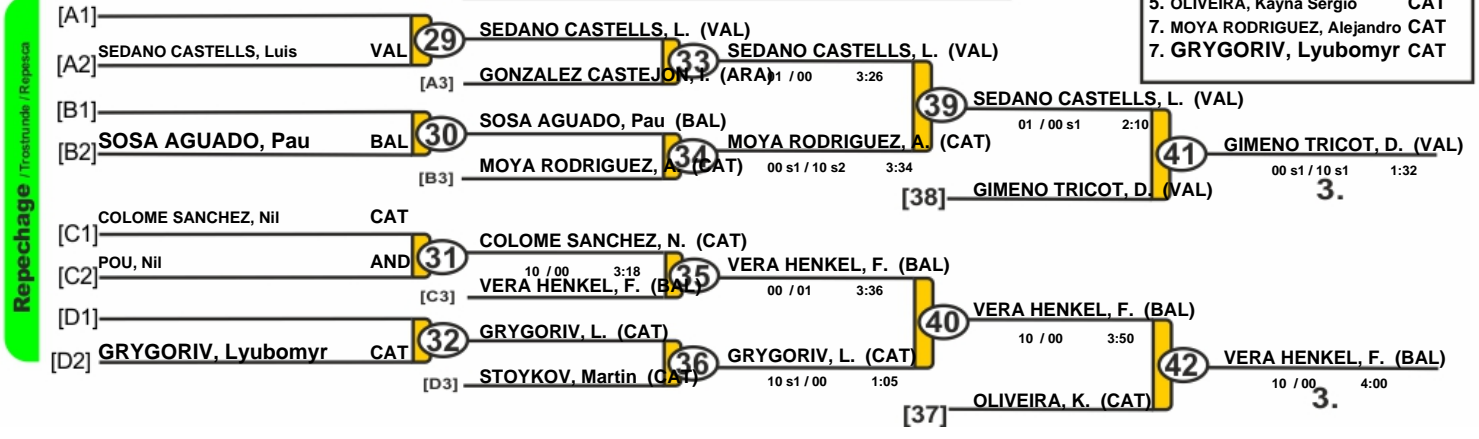 5. OLIVEIRA, Kayna Sergio CAT
7. MOYA RODRIGUEZ, Alejandro CAT
7. GRYGORIV, Lyubomyr CAT
Repechage / Trostrunde / Repesca
[A1]
[A2] SEDANO CASTELLS, Luis VAL
29
SEDANO CASTELLS, L. (VAL)
[A3] GONZALEZ CASTEJON, I. (ARA)
33
SEDANO CASTELLS, L. (VAL)
01 / 00 3:26
[B1]
[B2] SOSA AGUADO, Pau BAL
30
SOSA AGUADO, Pau (BAL)
[B3] MOYA RODRIGUEZ, A. (CAT)
34
MOYA RODRIGUEZ, A. (CAT)
00 s1 / 10 s2 3:34
39
SEDANO CASTELLS, L. (VAL)
01 / 00 s1 2:10
[38] GIMENO TRICOT, D. (VAL)
41
GIMENO TRICOT, D. (VAL)
00 s1 / 10 s1 1:32
3.
[C1] COLOME SANCHEZ, Nil CAT
[C2] POU, Nil AND
31
COLOME SANCHEZ, N. (CAT)
10 / 00 3:18
[C3] VERA HENKEL, F. (BAL)
35
VERA HENKEL, F. (BAL)
00 / 01 3:36
[D1]
[D2] GRYGORIV, Lyubomyr CAT
32
GRYGORIV, L. (CAT)
[D3] STOYKOV, Martin (CAT)
36
GRYGORIV, L. (CAT)
10 s1 / 00 1:05
40
VERA HENKEL, F. (BAL)
10 / 00 3:50
[37] OLIVEIRA, K. (CAT)
42
VERA HENKEL, F. (BAL)
10 / 00 4:00
3.